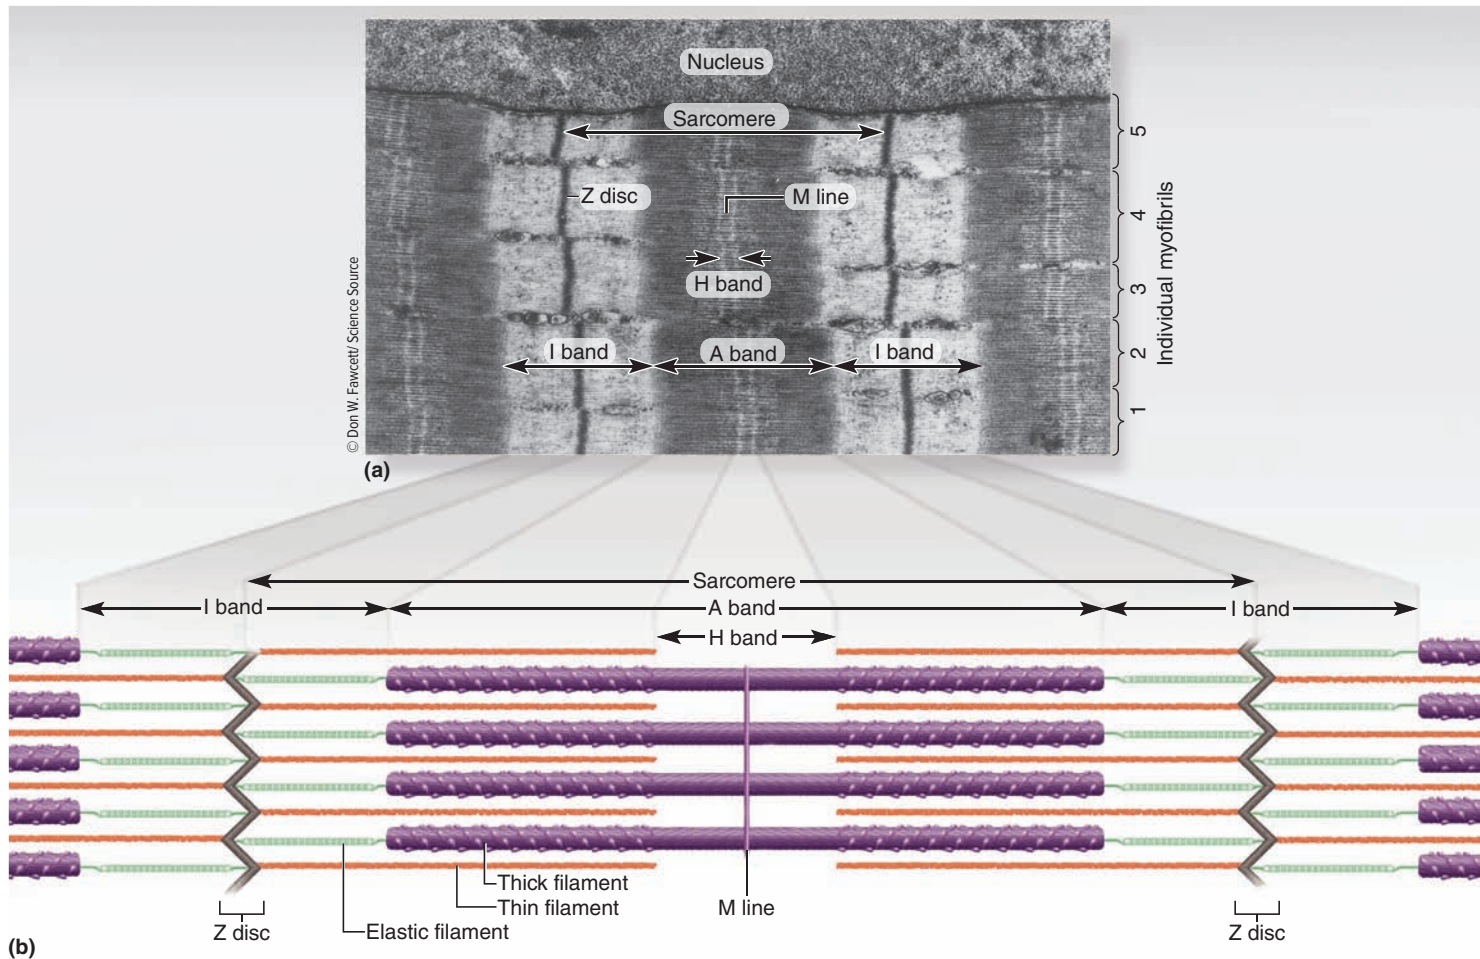 Nucleus
Sarcomere
Z disc
M line
H band
I band
A band
I band
5
4
3
2
1
Individual myofibrils
© Don W. Fawcett/ Science Source
(a)
Sarcomere
I band
A band
I band
H band
Thick filament
Thin filament
M line
Elastic filament
Z disc
Z disc
(b)